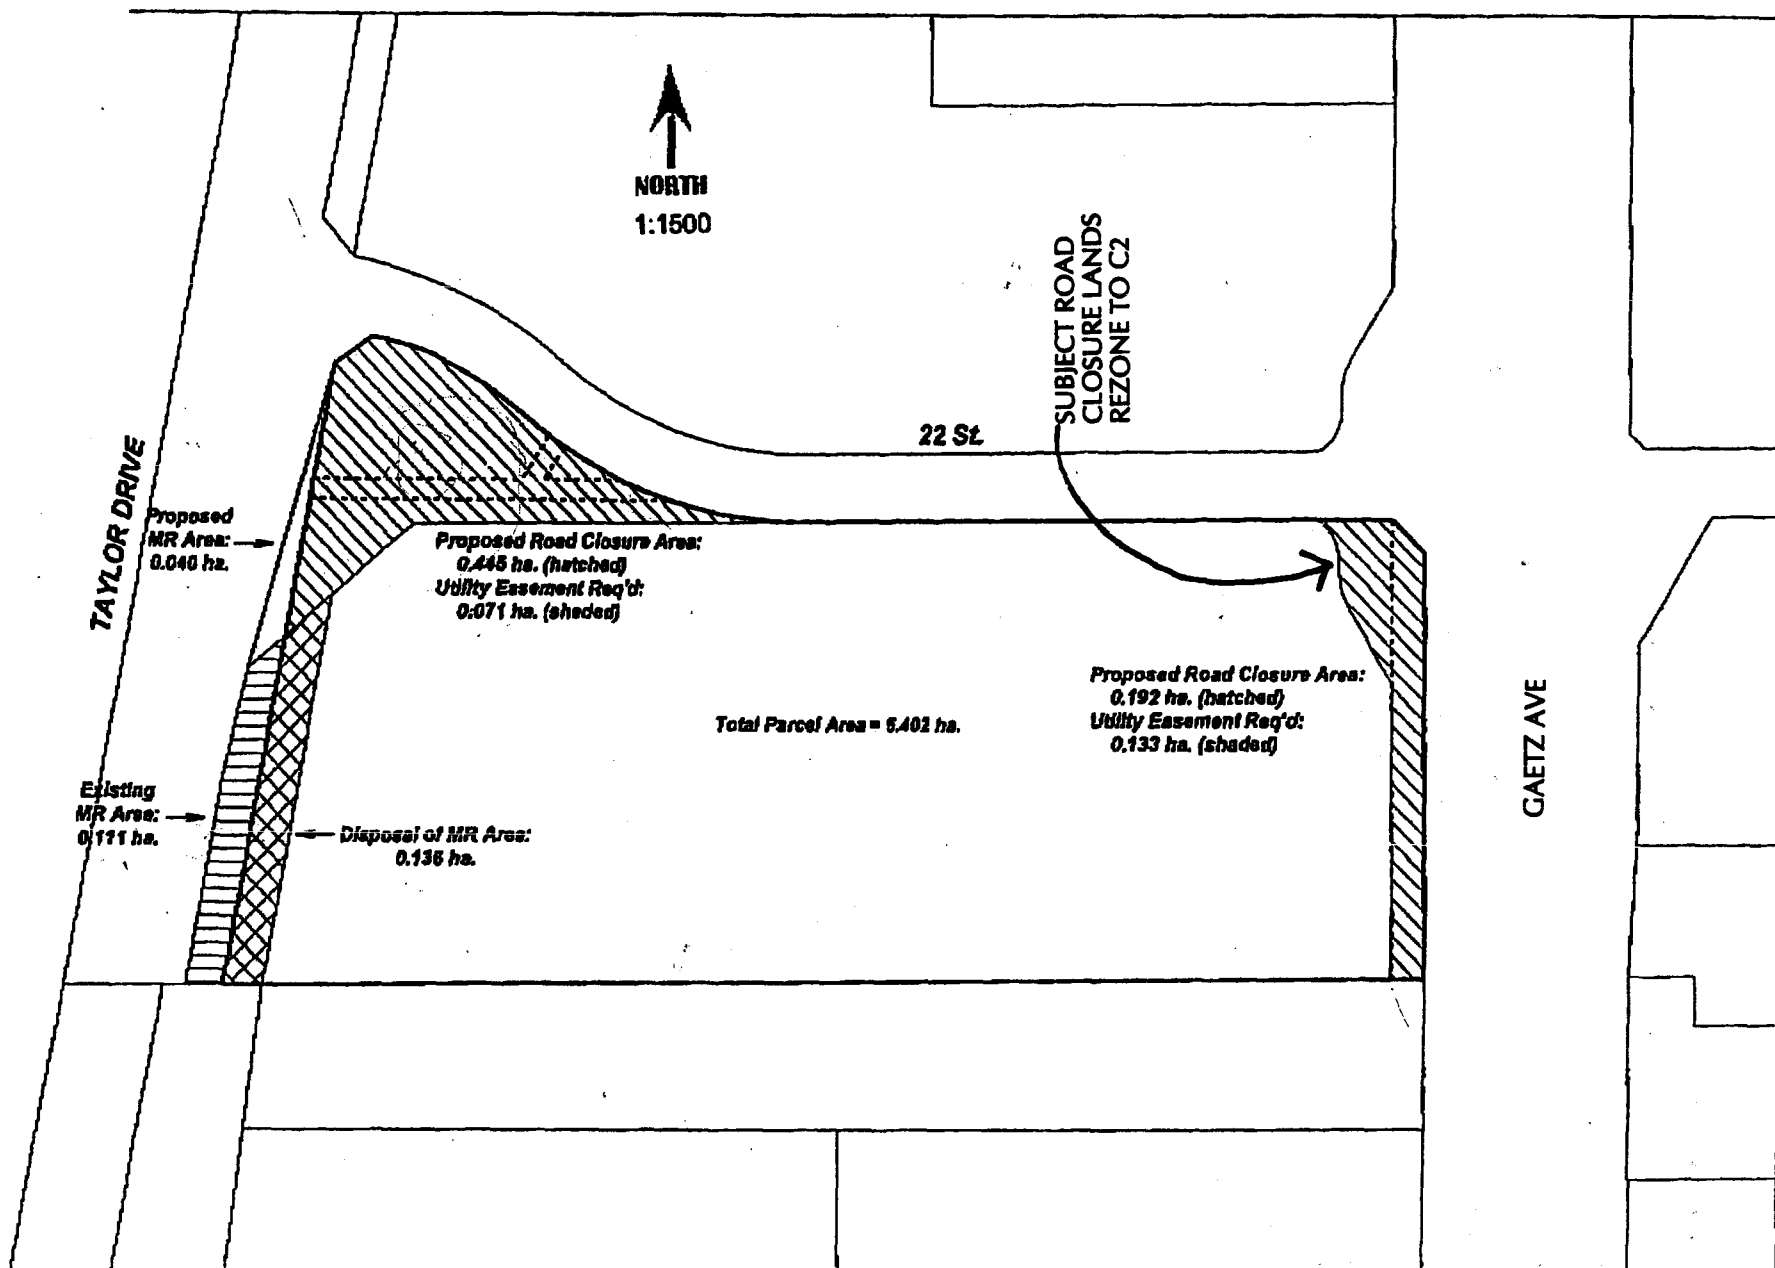 NORTH
1:1500
SUBJECT ROAD
CLOSURE LANDS
REZONE TO C2
22 St.
TAYLOR DRIVE
Proposed
MR Area:
0.040 ha.
Proposed Road Closure Area:
0.445 ha. (hatched)
Utility Easement Req'd:
0.071 ha. (shaded)
Proposed Road Closure Area:
0.192 ha. (hatched)
Utility Easement Req'd:
0.133 ha. (shaded)
Total Parcel Area = 5.402 ha.
GAETZ AVE
Existing
MR Area:
0.111 ha.
Disposal of MR Area:
0.136 ha.